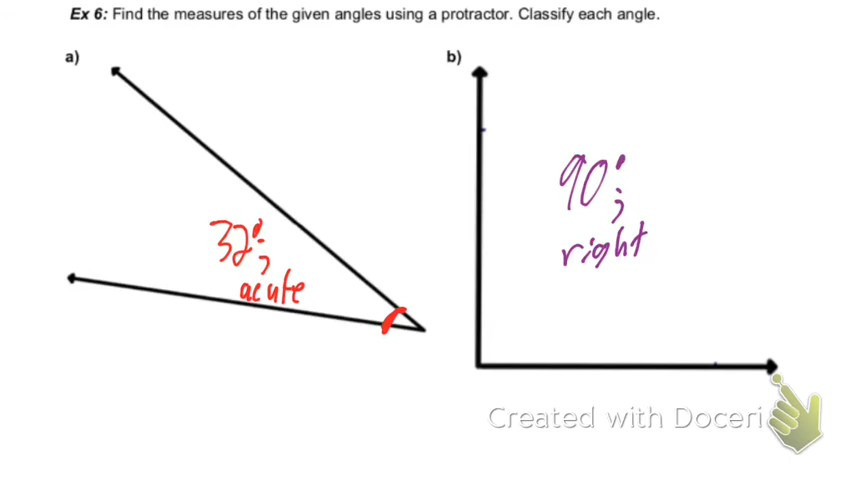 Ex 6: Find the measures of the given angles using a protractor. Classify each angle.
a)
b)
32°;
acute
90°;
right
Created with Doceri